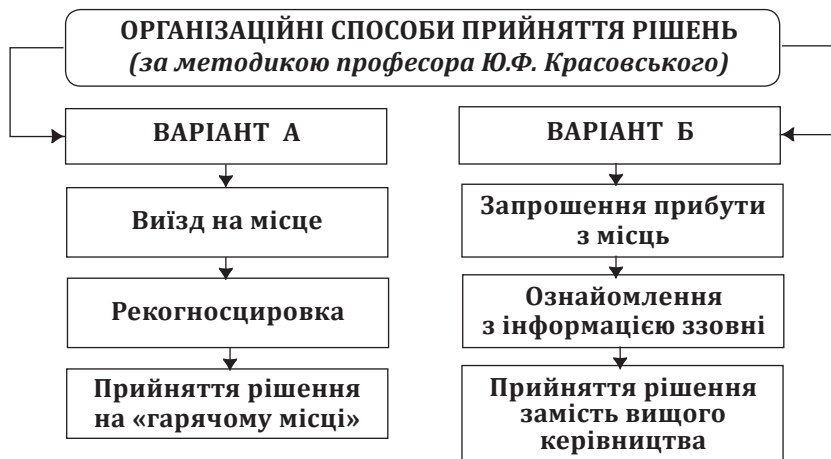 ОРГАНІЗАЦІЙНІ СПОСОБИ ПРИЙНЯТТЯ РІШЕНЬ
(за методикою професора Ю.Ф. Красовського)
ВАРІАНТ А
Виїзд на місце
Рекогносцировка
Прийняття рішення
на «гарячому місці»
ВАРІАНТ Б
Запрошення прибути
з місць
Ознайомлення
з інформацією ззовні
Прийняття рішення
замість вищого
керівництва